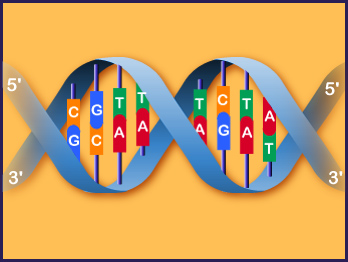 5' 5'
C G T T T C T A
G C A A A G A T
3' 3'